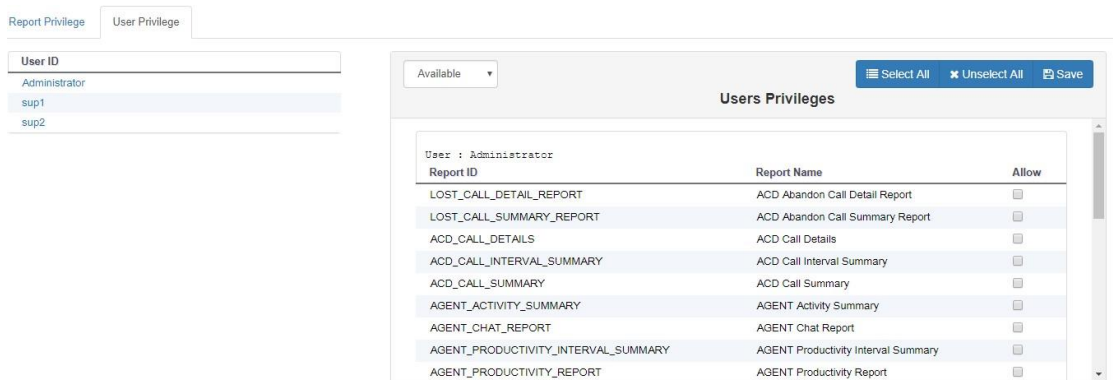 Report Privilege User Privilege
User ID
Administrator
sup1
sup2
Available Select All Unselect All Save
Users Privileges
User : Administrator
Report ID Report Name Allow
LOST_CALL_DETAIL_REPORT ACD Abandon Call Detail Report
LOST_CALL_SUMMARY_REPORT ACD Abandon Call Summary Report
ACD_CALL_DETAILS ACD Call Details
ACD_CALL_INTERVAL_SUMMARY ACD Call Interval Summary
ACD_CALL_SUMMARY ACD Call Summary
AGENT_ACTIVITY_SUMMARY AGENT Activity Summary
AGENT_CHAT_REPORT AGENT Chat Report
AGENT_PRODUCTIVITY_INTERVAL_SUMMARY AGENT Productivity Interval Summary
AGENT_PRODUCTIVITY_REPORT AGENT Productivity Report